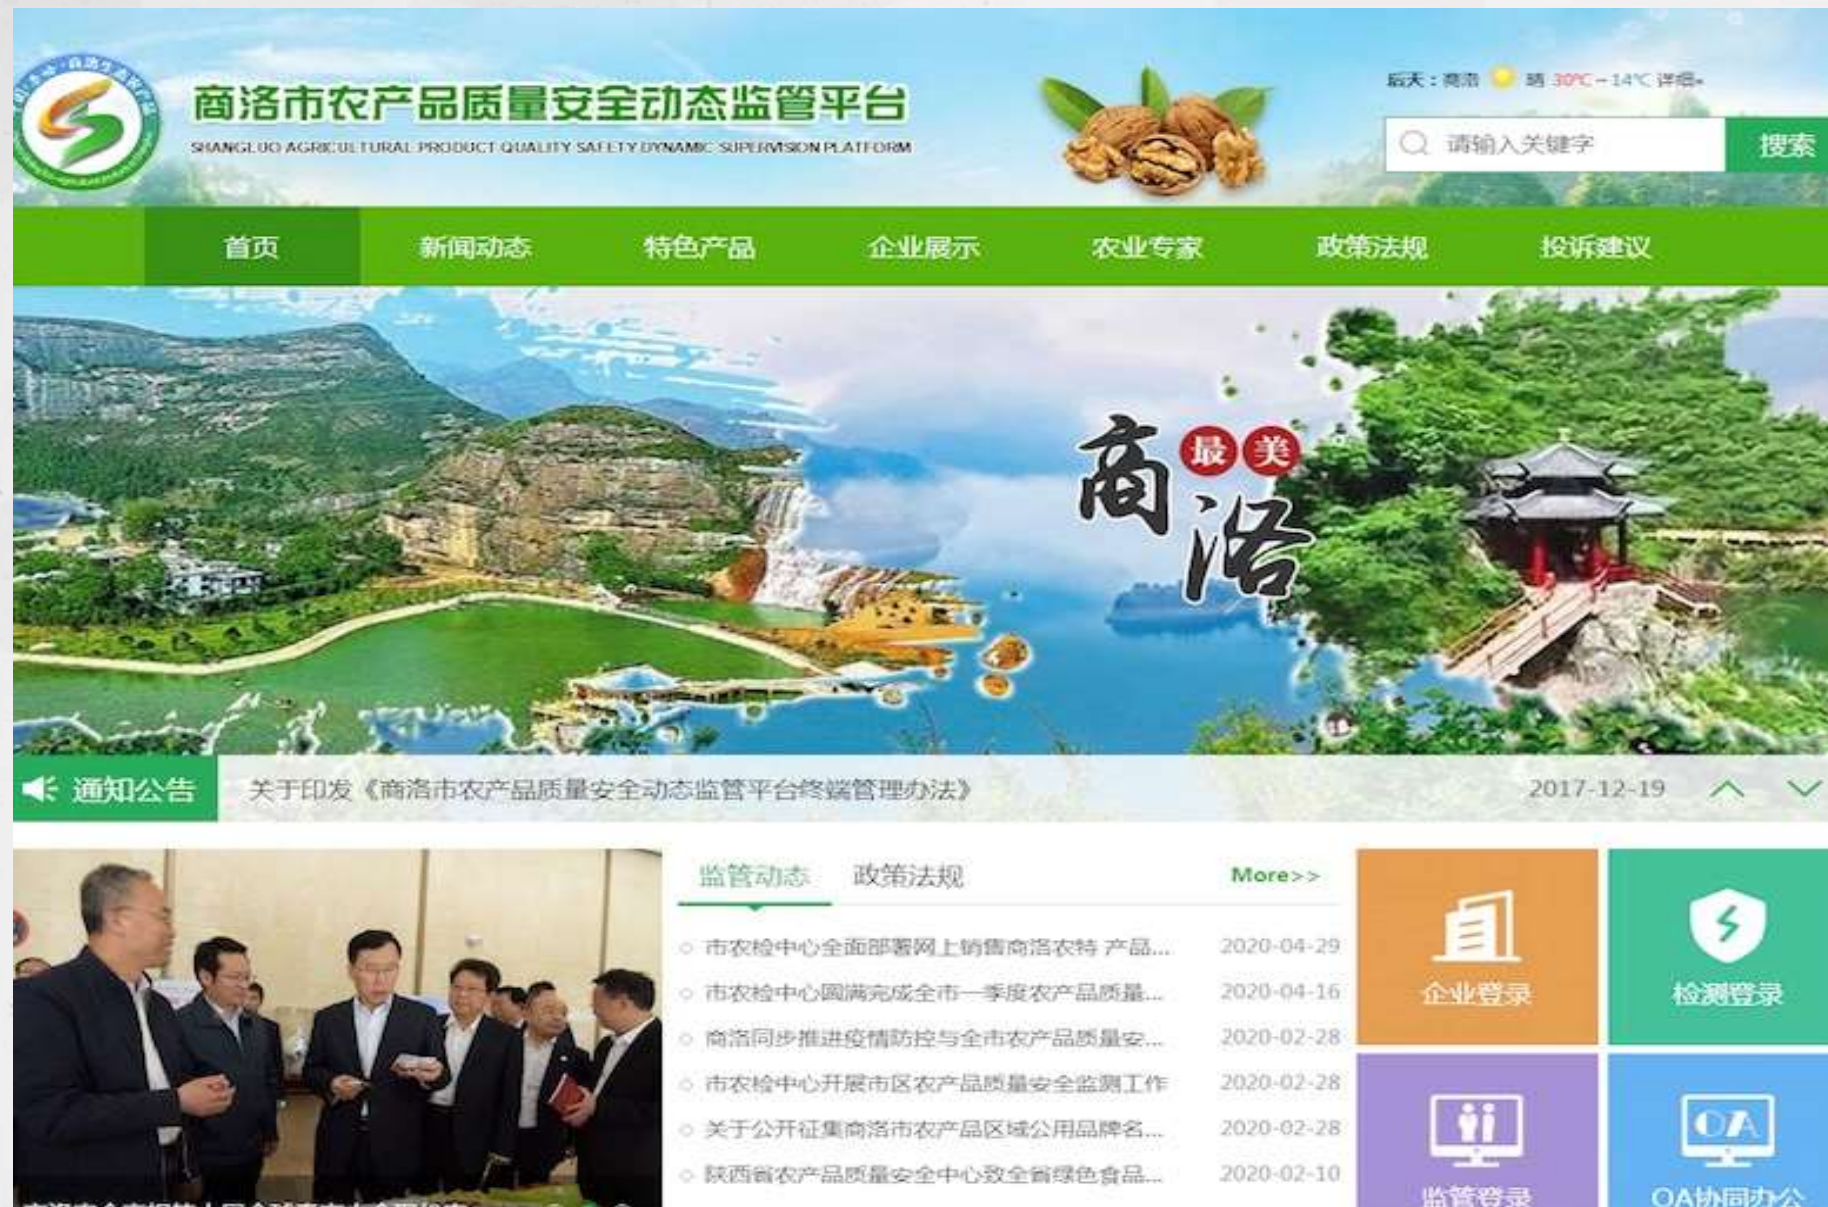 商洛市农产品质量安全动态监管平台
SHANGLUO AGRICULTURAL PRODUCT QUALITY SAFETY DYNAMIC SUPERVISION PLATFORM
后天：商洛 晴 30℃~14℃ 详细»
请输入关键字 搜索
首页 新闻动态 特色产品 企业展示 农业专家 政策法规 投诉建议
最美
商洛
通知公告 关于印发《商洛市农产品质量安全动态监管平台终端管理办法》 2017-12-19
监管动态 政策法规 More>>
市农检中心全面部署网上销售商洛农特 产品... 2020-04-29
市农检中心圆满完成全市一季度农产品质量... 2020-04-16
商洛同步推进疫情防控与全市农产品质量安... 2020-02-28
市农检中心开展市区农产品质量安全监测工作 2020-02-28
关于公开征集商洛市农产品区域公用品牌名... 2020-02-28
陕西省农产品质量安全中心致全省绿色食品... 2020-02-10
企业登录 检测登录
监管登录 OA协同办公
OA